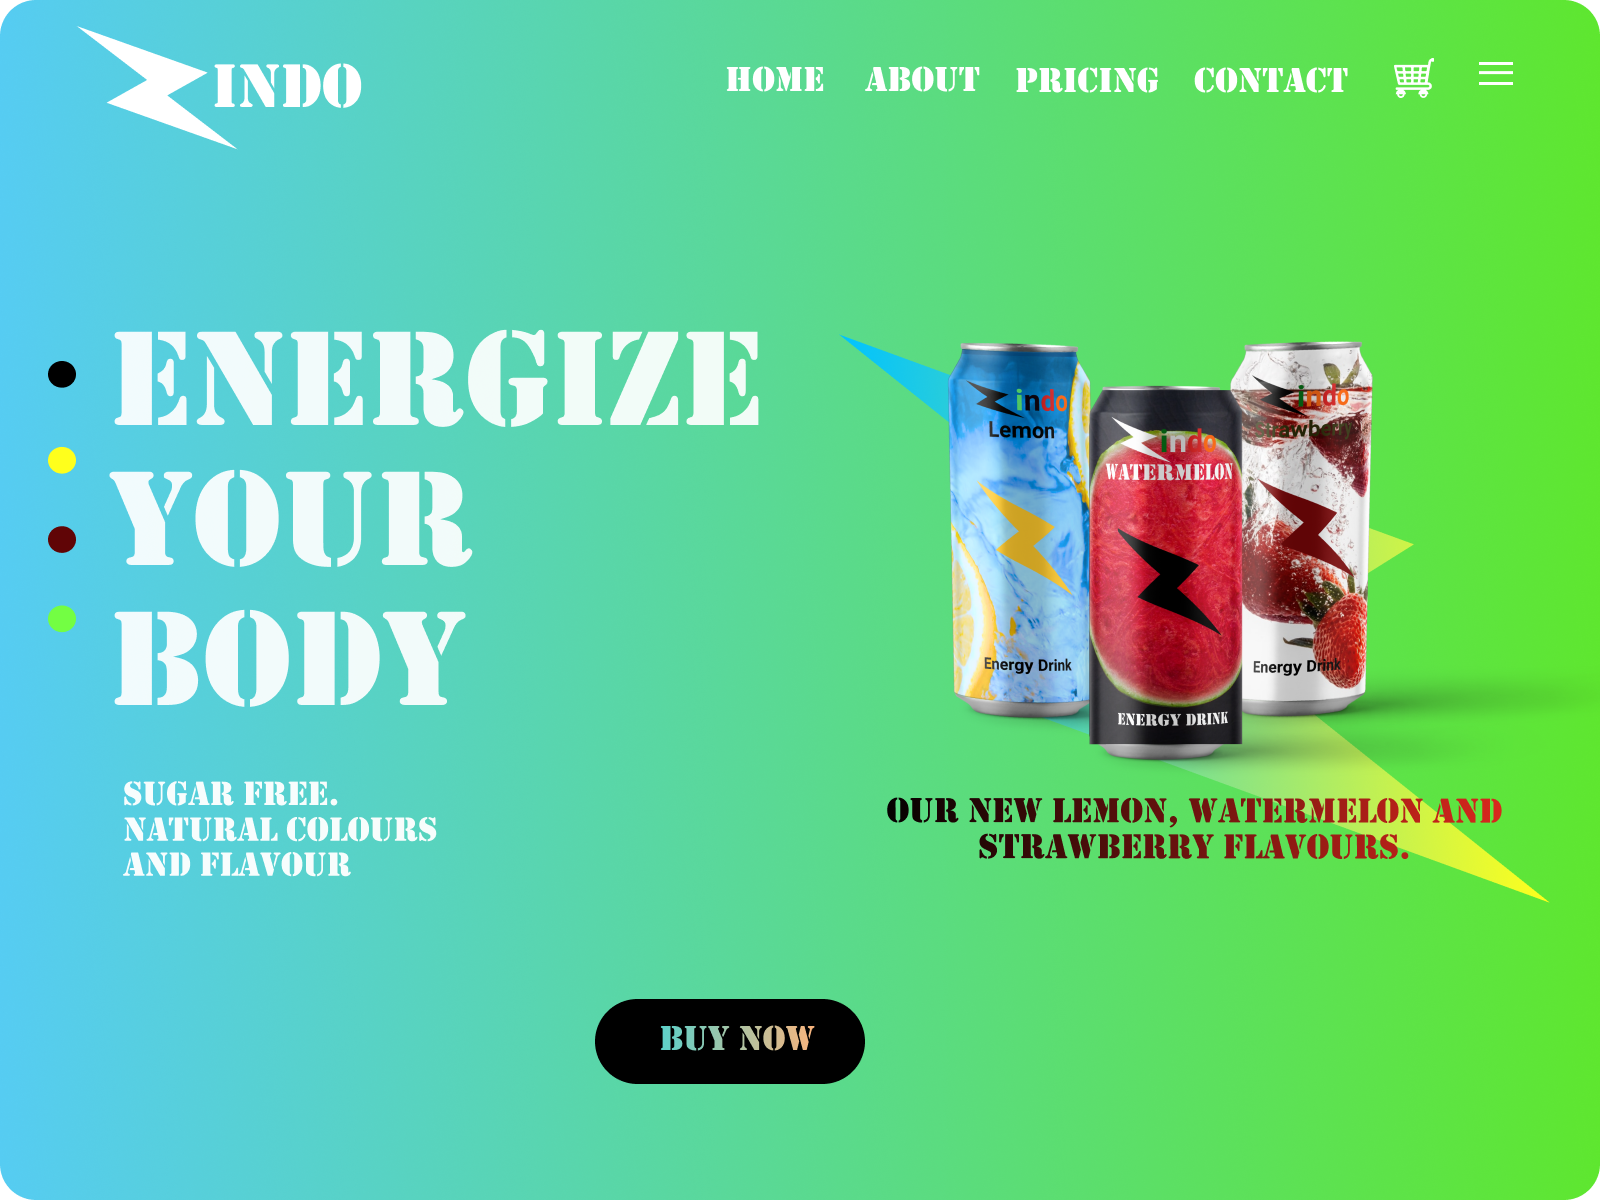 INDO
HOME ABOUT PRICING CONTACT
ENERGIZE
YOUR
BODY
SUGAR FREE.
NATURAL COLOURS
AND FLAVOUR
indo
Lemon
Energy Drink
indo
WATERMELON
ENERGY DRINK
indo
Strawberry
Energy Drink
OUR NEW LEMON, WATERMELON AND
STRAWBERRY FLAVOURS.
BUY NOW